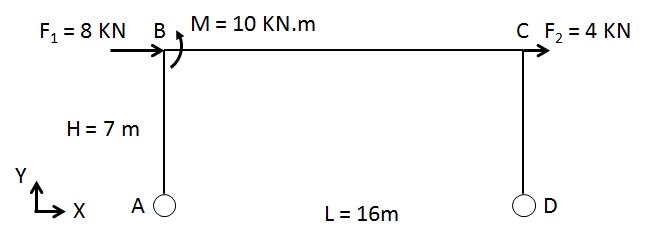 F₁ = 8 KN B M = 10 KN.m C F₂ = 4 KN
H = 7 m
Y
X A L = 16m D